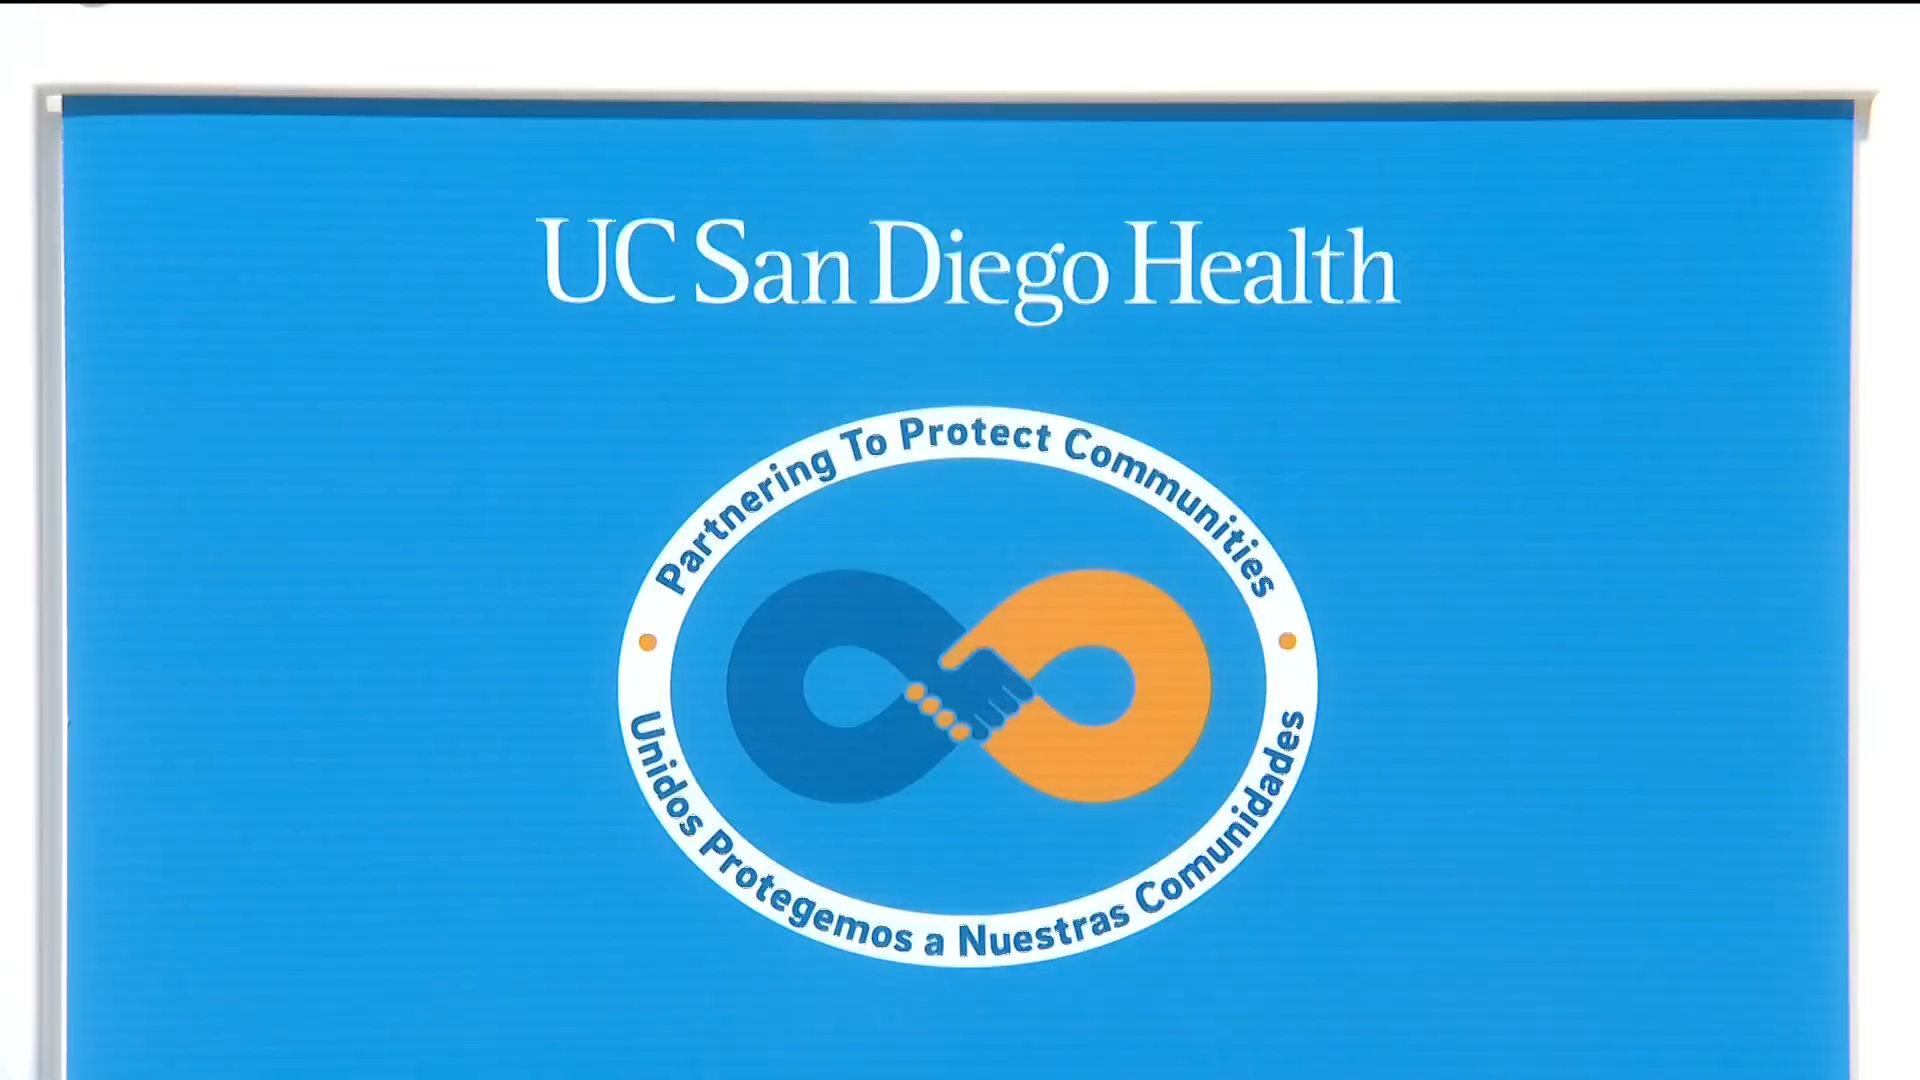 UC San Diego Health
Partnering To Protect Communities
Unidos Protegemos a Nuestras Comunidades